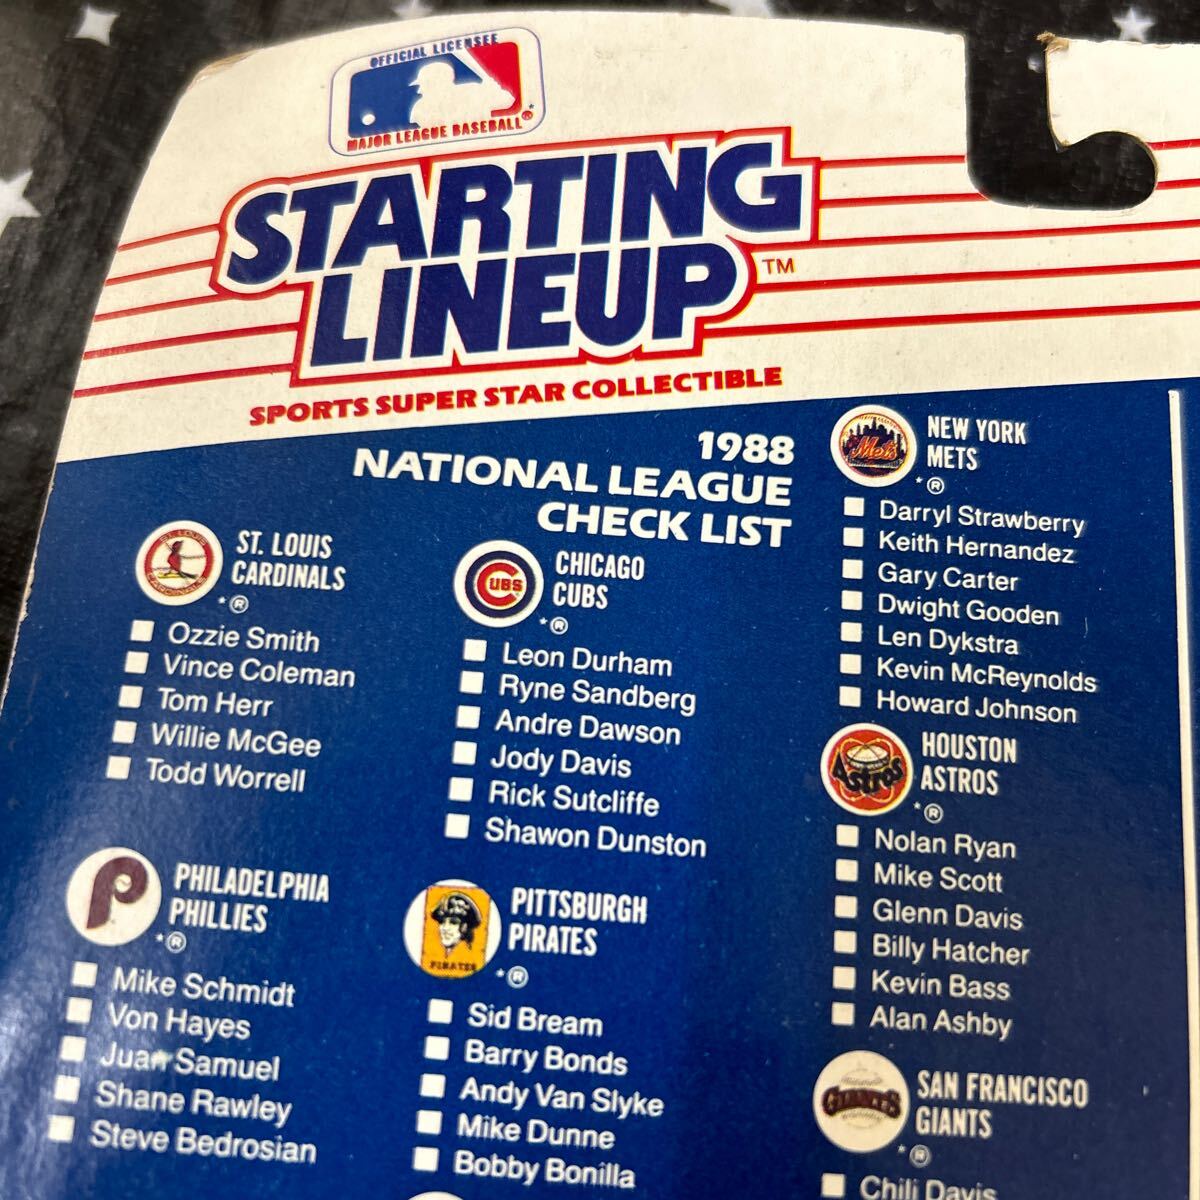 OFFICIAL LICENSEE
MAJOR LEAGUE BASEBALL®
STARTING
LINEUP™
SPORTS SUPER STAR COLLECTIBLE
1988
NATIONAL LEAGUE
CHECK LIST
ST. LOUIS
CARDINALS
*®
Ozzie Smith
Vince Coleman
Tom Herr
Willie McGee
Todd Worrell
PHILADELPHIA
PHILLIES
*®
Mike Schmidt
Von Hayes
Juan Samuel
Shane Rawley
Steve Bedrosian
CUBS
CHICAGO
CUBS
*®
Leon Durham
Ryne Sandberg
Andre Dawson
Jody Davis
Rick Sutcliffe
Shawon Dunston
PIRATES
PITTSBURGH
PIRATES
*®
Sid Bream
Barry Bonds
Andy Van Slyke
Mike Dunne
Bobby Bonilla
Mets
NEW YORK
METS
*®
Darryl Strawberry
Keith Hernandez
Gary Carter
Dwight Gooden
Len Dykstra
Kevin McReynolds
Howard Johnson
Astros
HOUSTON
ASTROS
*®
Nolan Ryan
Mike Scott
Glenn Davis
Billy Hatcher
Kevin Bass
Alan Ashby
GIANTS
SAN FRANCISCO
GIANTS
*®
Chili Davis